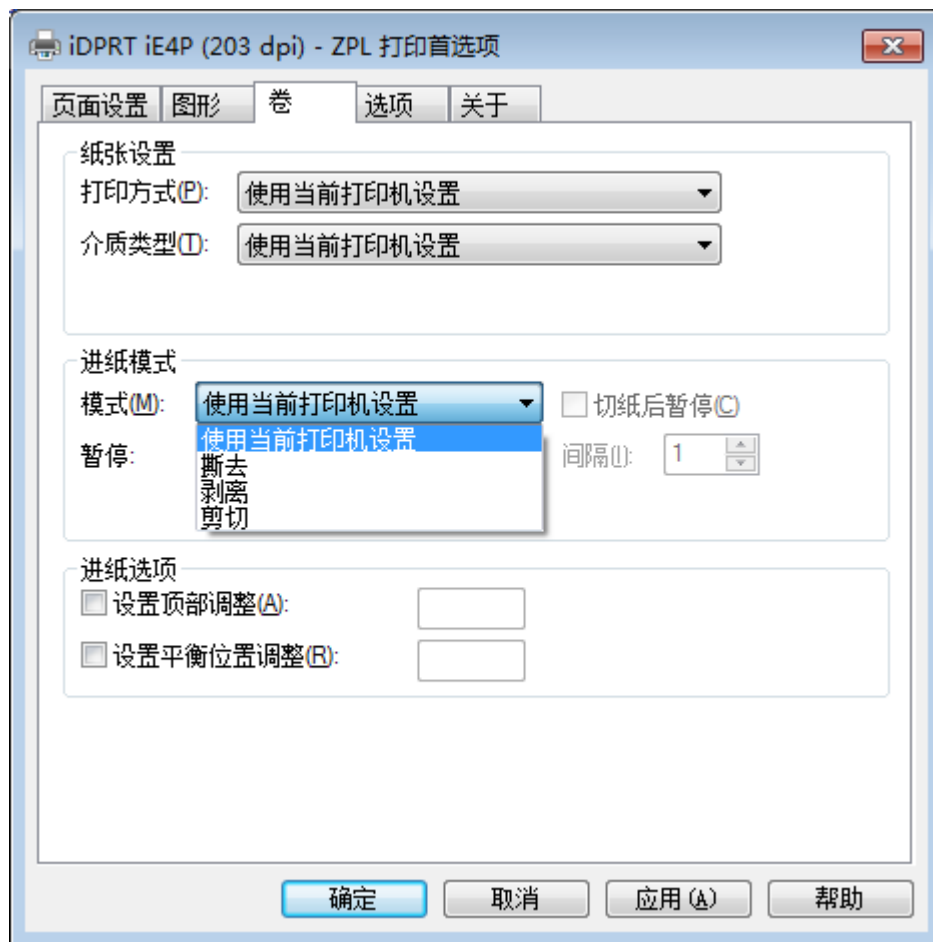 iDPRT iE4P (203 dpi) - ZPL 打印首选项
页面设置 图形 卷 选项 关于
纸张设置
打印方式(P): 使用当前打印机设置
介质类型(T): 使用当前打印机设置
进纸模式
模式(M): 使用当前打印机设置 切纸后暂停(C)
使用当前打印机设置
暂停: 间隔(I): 1
撕去
剥离
剪切
进纸选项
设置顶部调整(A):
设置平衡位置调整(R):
确定 取消 应用(A) 帮助